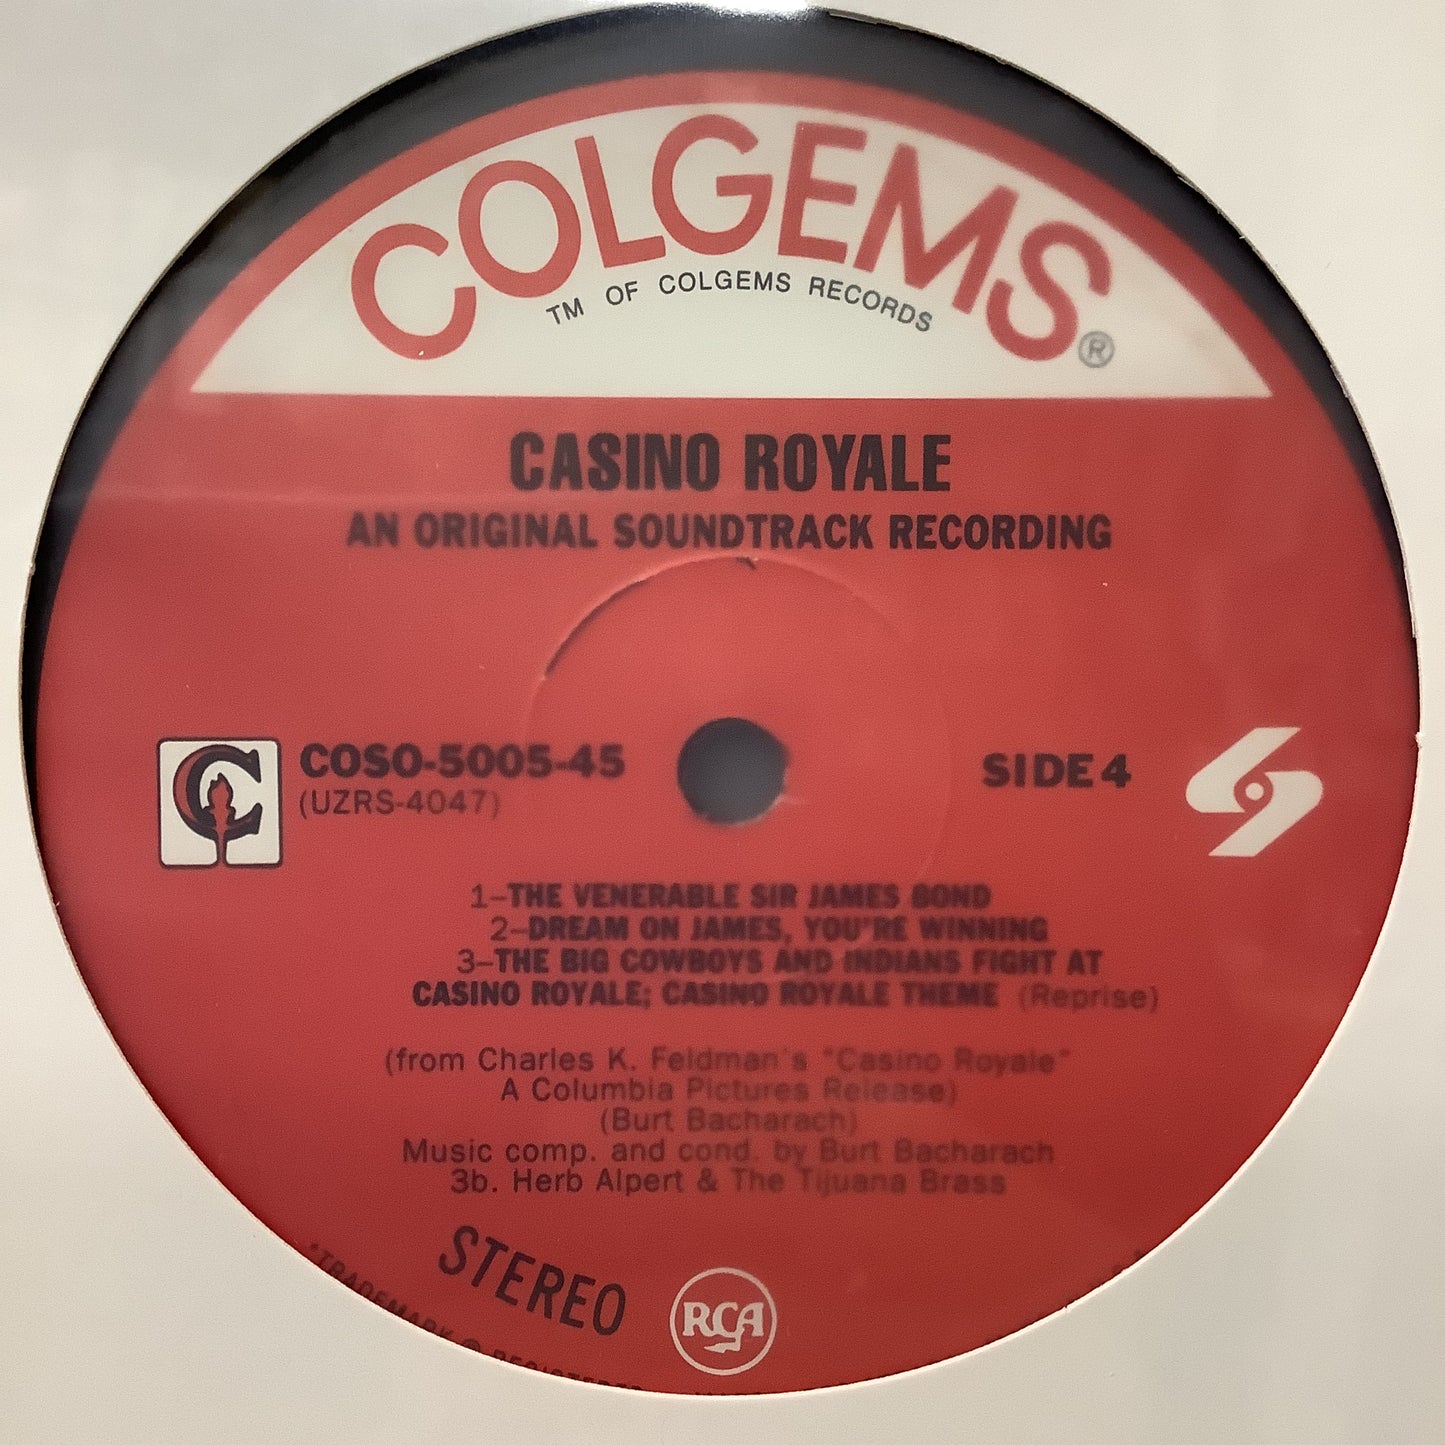 COLGEMS®
TM OF COLGEMS RECORDS
CASINO ROYALE
AN ORIGINAL SOUNDTRACK RECORDING
C
COSO-5005-45
(UZRS-4047)
SIDE 4
1-THE VENERABLE SIR JAMES BOND
2-DREAM ON JAMES, YOU'RE WINNING
3-THE BIG COWBOYS AND INDIANS FIGHT AT
CASINO ROYALE; CASINO ROYALE THEME (Reprise)
(from Charles K. Feldman's "Casino Royale"
A Columbia Pictures Release)
(Burt Bacharach)
Music comp. and cond. by Burt Bacharach
3b. Herb Alpert & The Tijuana Brass
STEREO
RCA
*TRADEMARK ® REGISTERED